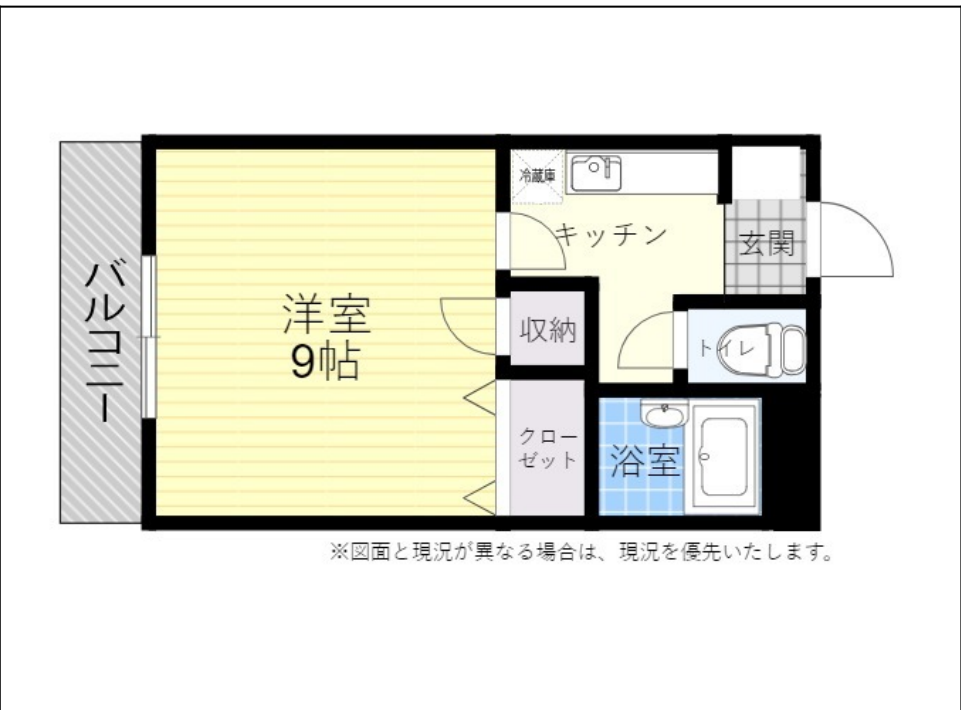 冷蔵庫
キッチン
玄関
バルコニー
洋室
9帖
収納
トイレ
クロー
ゼット
浴室
※図面と現況が異なる場合は、現況を優先いたします。